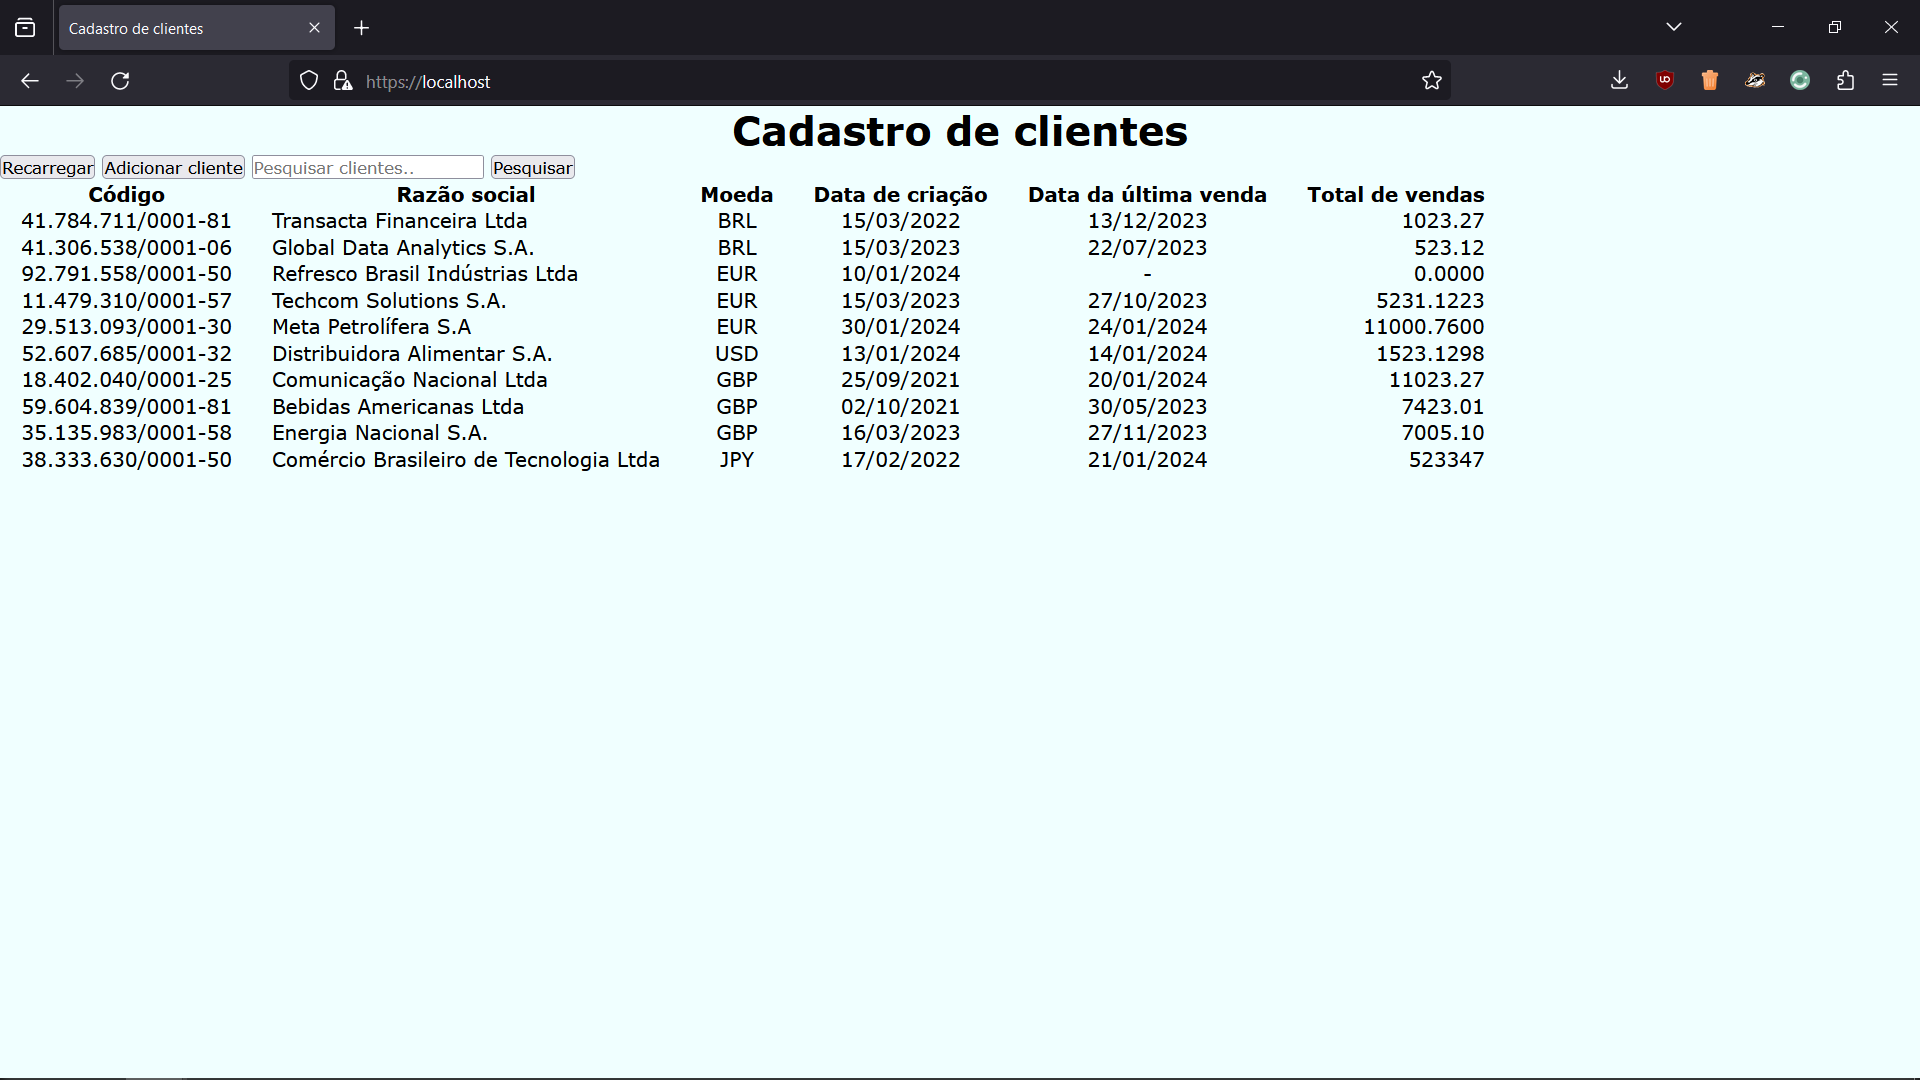 Cadastro de clientes
https://localhost
Cadastro de clientes
Recarregar Adicionar cliente Pesquisar clientes.. Pesquisar
Código Razão social Moeda Data de criação Data da última venda Total de vendas
41.784.711/0001-81 Transacta Financeira Ltda BRL 15/03/2022 13/12/2023 1023.27
41.306.538/0001-06 Global Data Analytics S.A. BRL 15/03/2023 22/07/2023 523.12
92.791.558/0001-50 Refresco Brasil Indústrias Ltda EUR 10/01/2024 - 0.0000
11.479.310/0001-57 Techcom Solutions S.A. EUR 15/03/2023 27/10/2023 5231.1223
29.513.093/0001-30 Meta Petrolífera S.A EUR 30/01/2024 24/01/2024 11000.7600
52.607.685/0001-32 Distribuidora Alimentar S.A. USD 13/01/2024 14/01/2024 1523.1298
18.402.040/0001-25 Comunicação Nacional Ltda GBP 25/09/2021 20/01/2024 11023.27
59.604.839/0001-81 Bebidas Americanas Ltda GBP 02/10/2021 30/05/2023 7423.01
35.135.983/0001-58 Energia Nacional S.A. GBP 16/03/2023 27/11/2023 7005.10
38.333.630/0001-50 Comércio Brasileiro de Tecnologia Ltda JPY 17/02/2022 21/01/2024 523347